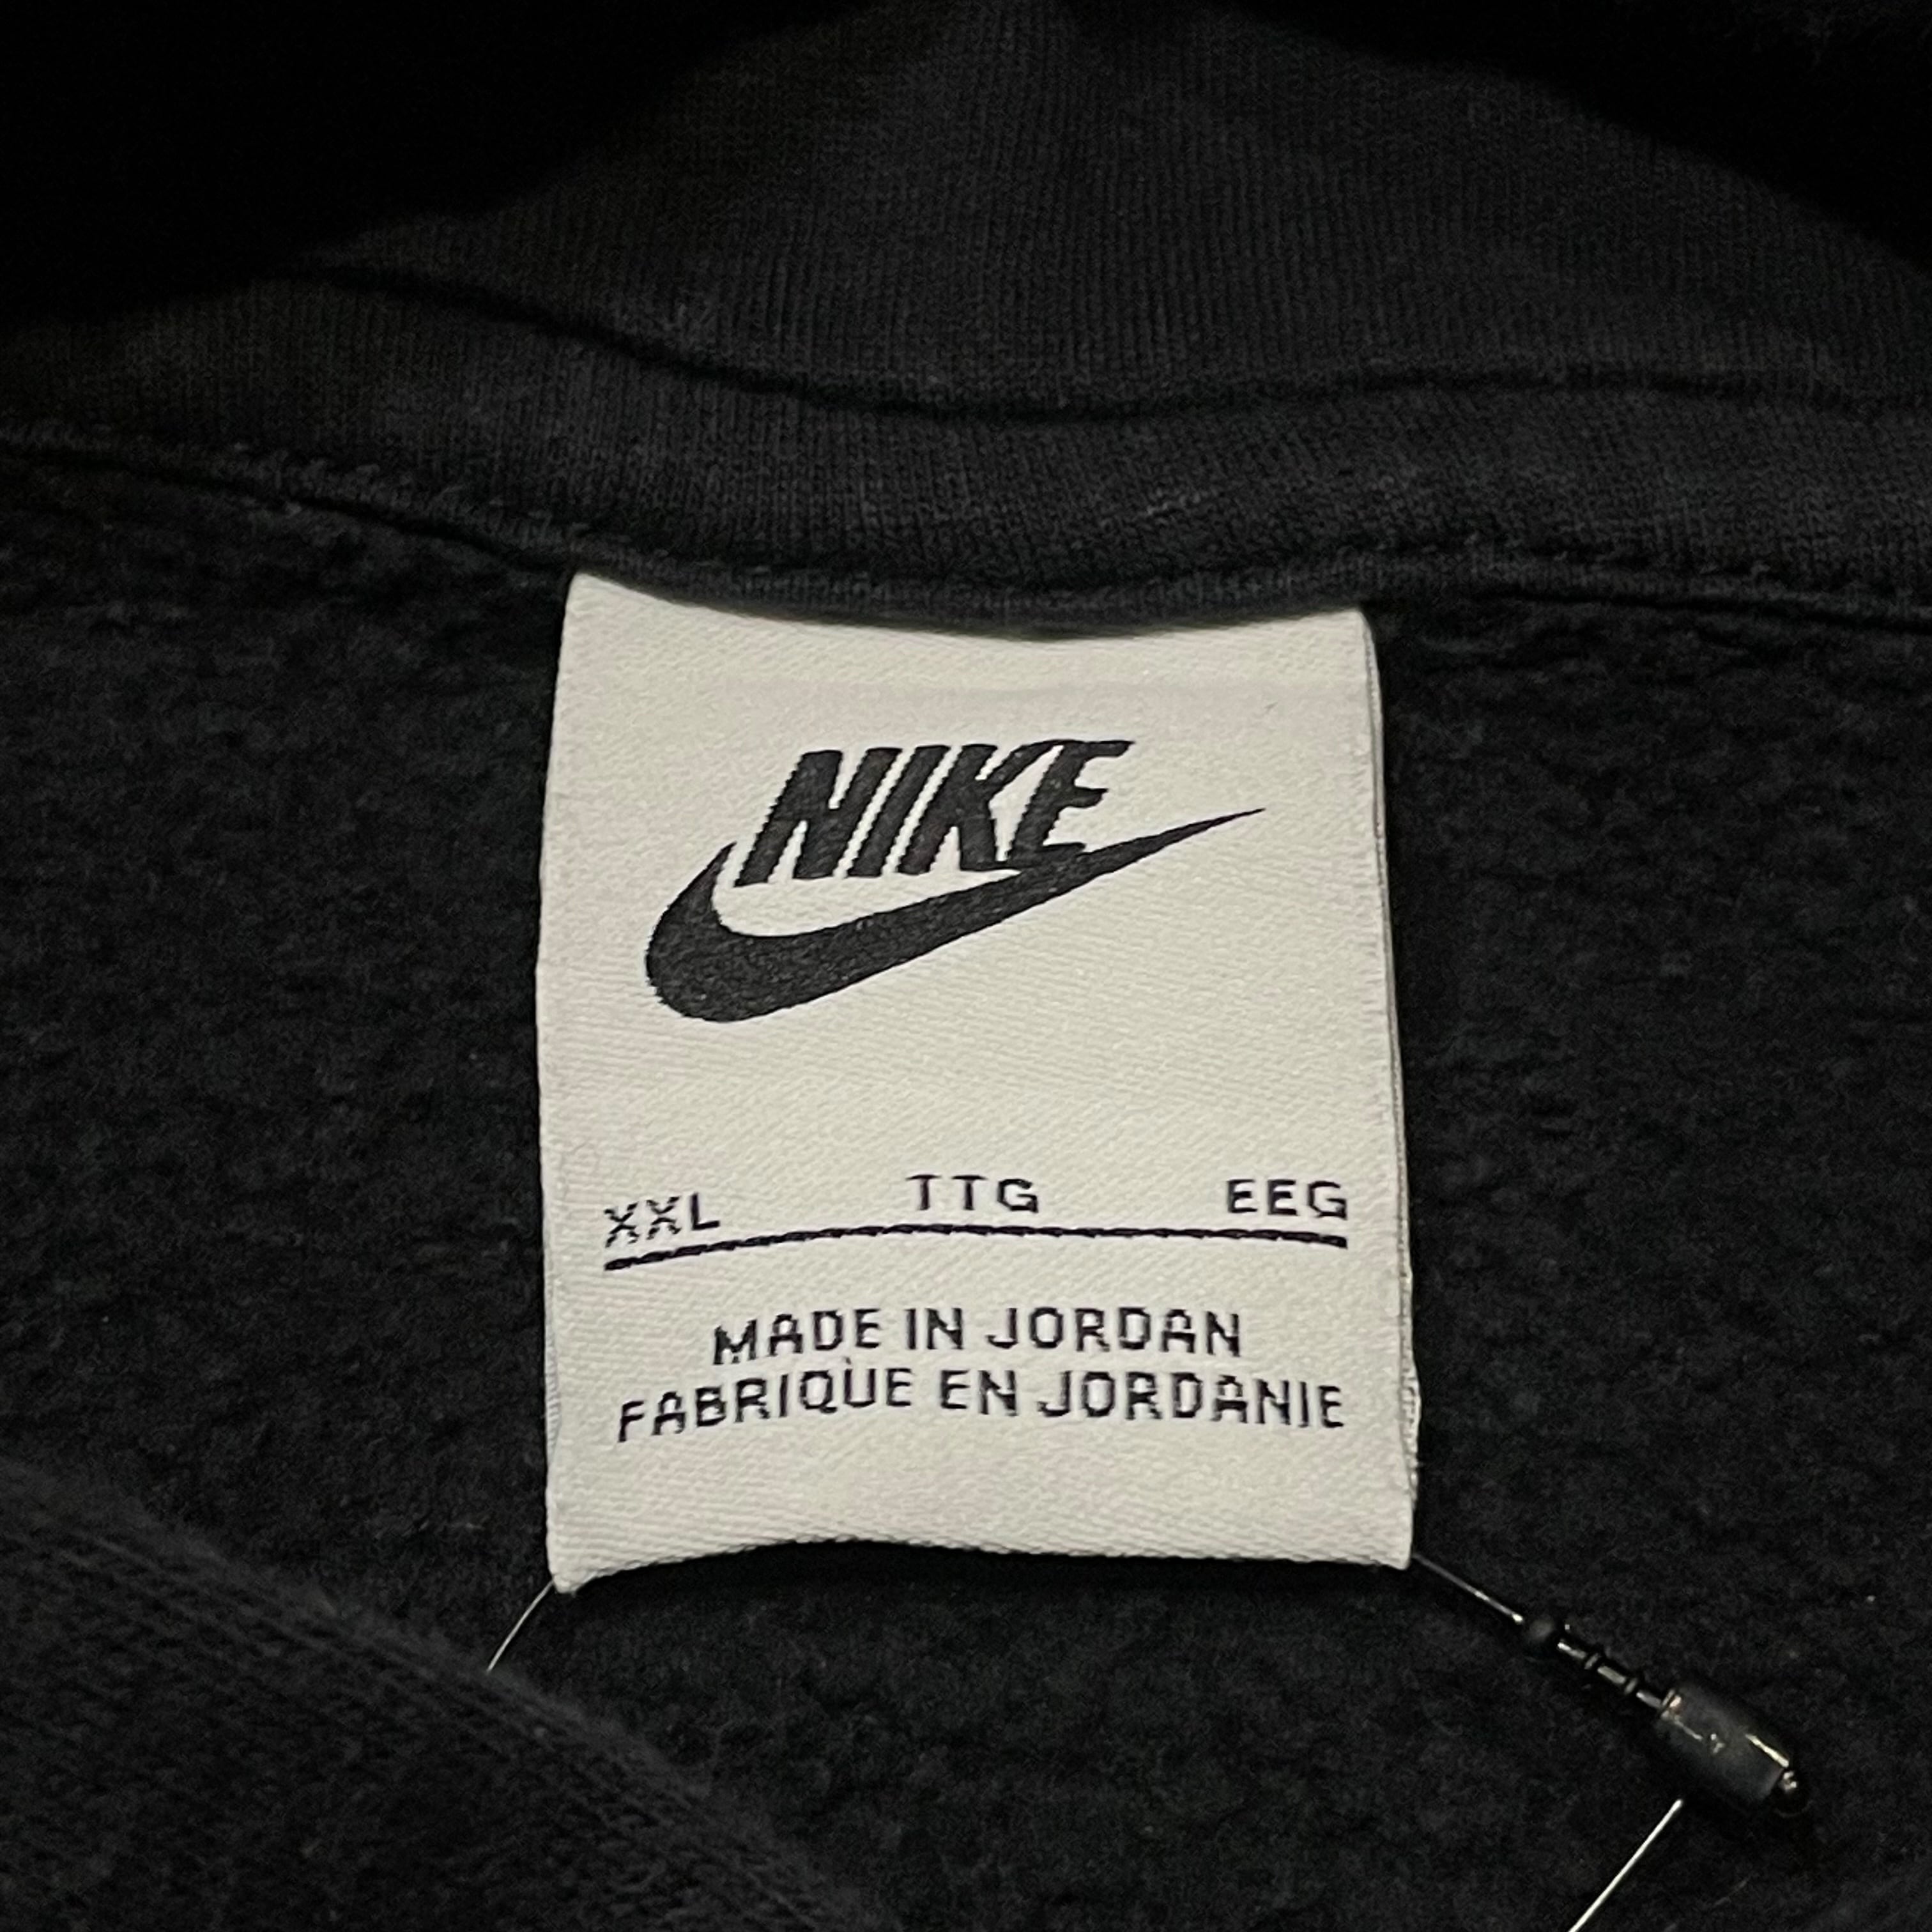 NIKE
XXL TTG EEG
MADE IN JORDAN
FABRIQUE EN JORDANIE